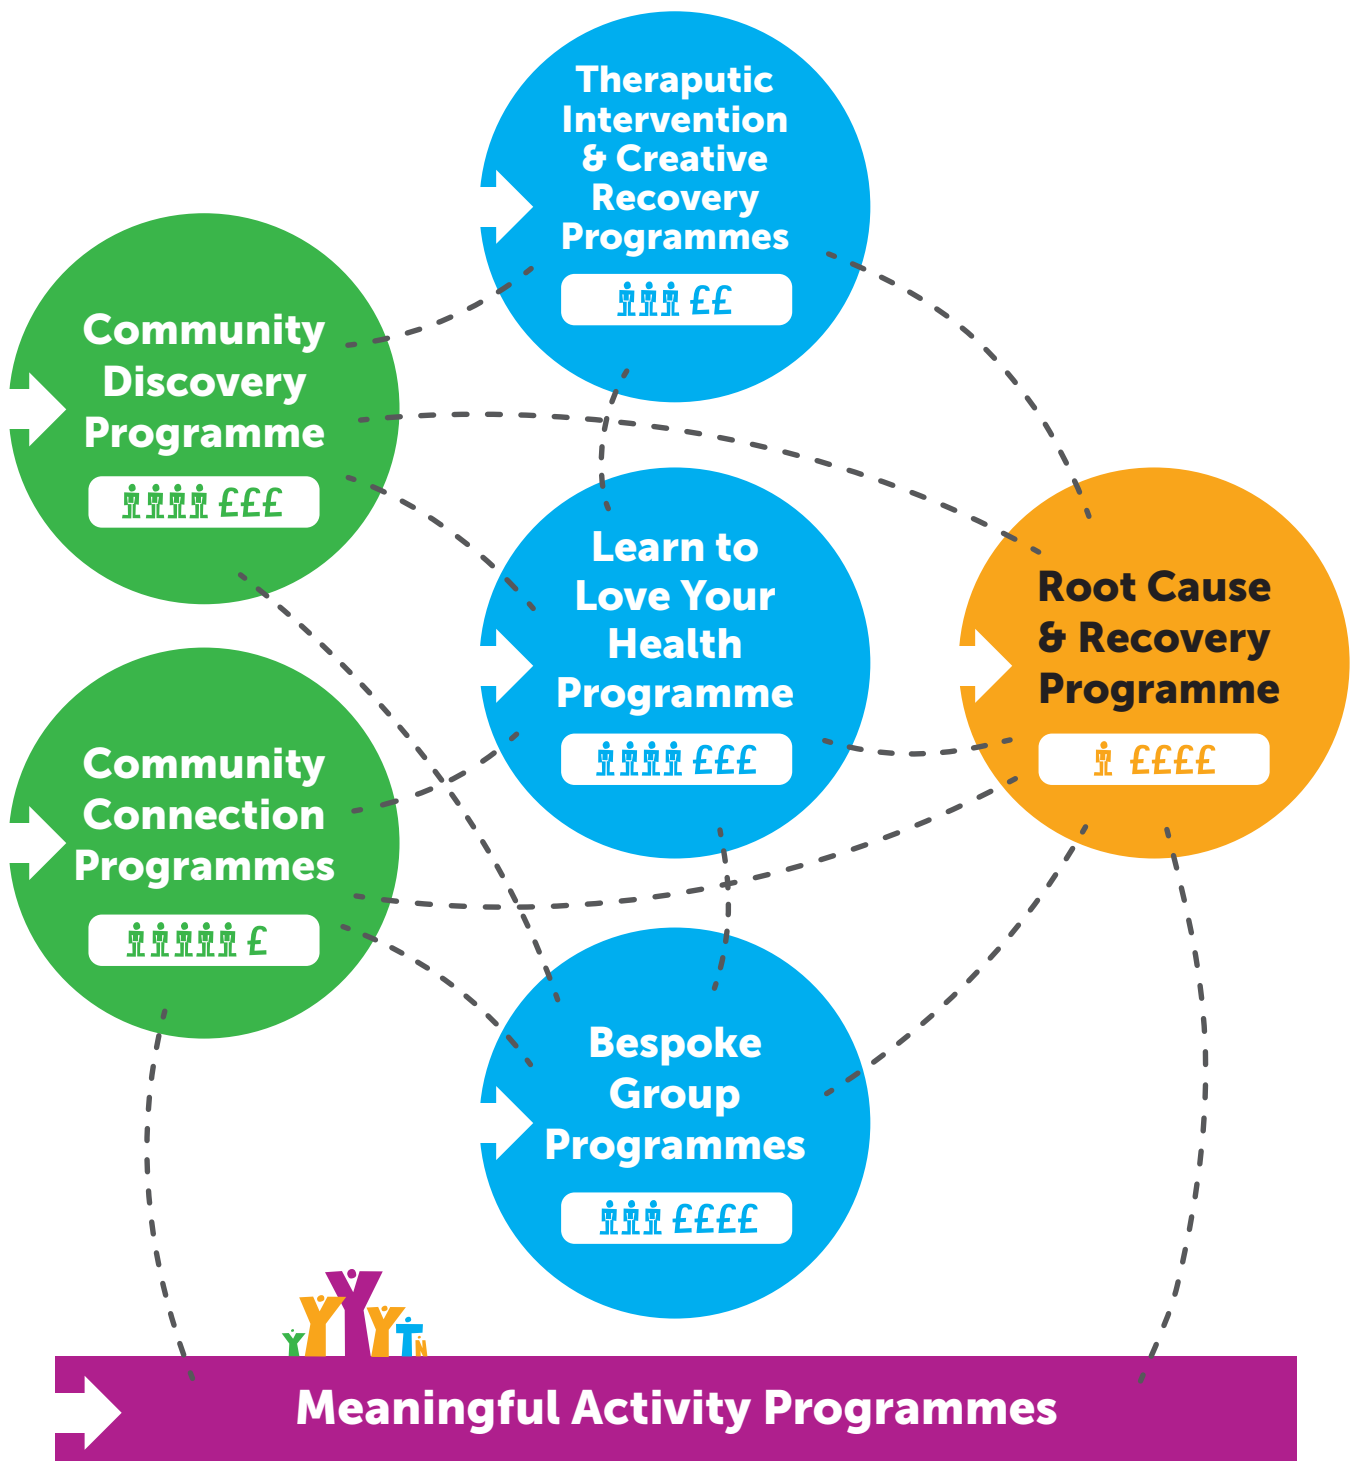 Theraputic
Intervention
& Creative
Recovery
Programmes
££
Community
Discovery
Programme
£££
Learn to
Love Your
Health
Programme
£££
Root Cause
& Recovery
Programme
££££
Community
Connection
Programmes
£
Bespoke
Group
Programmes
££££
Meaningful Activity Programmes